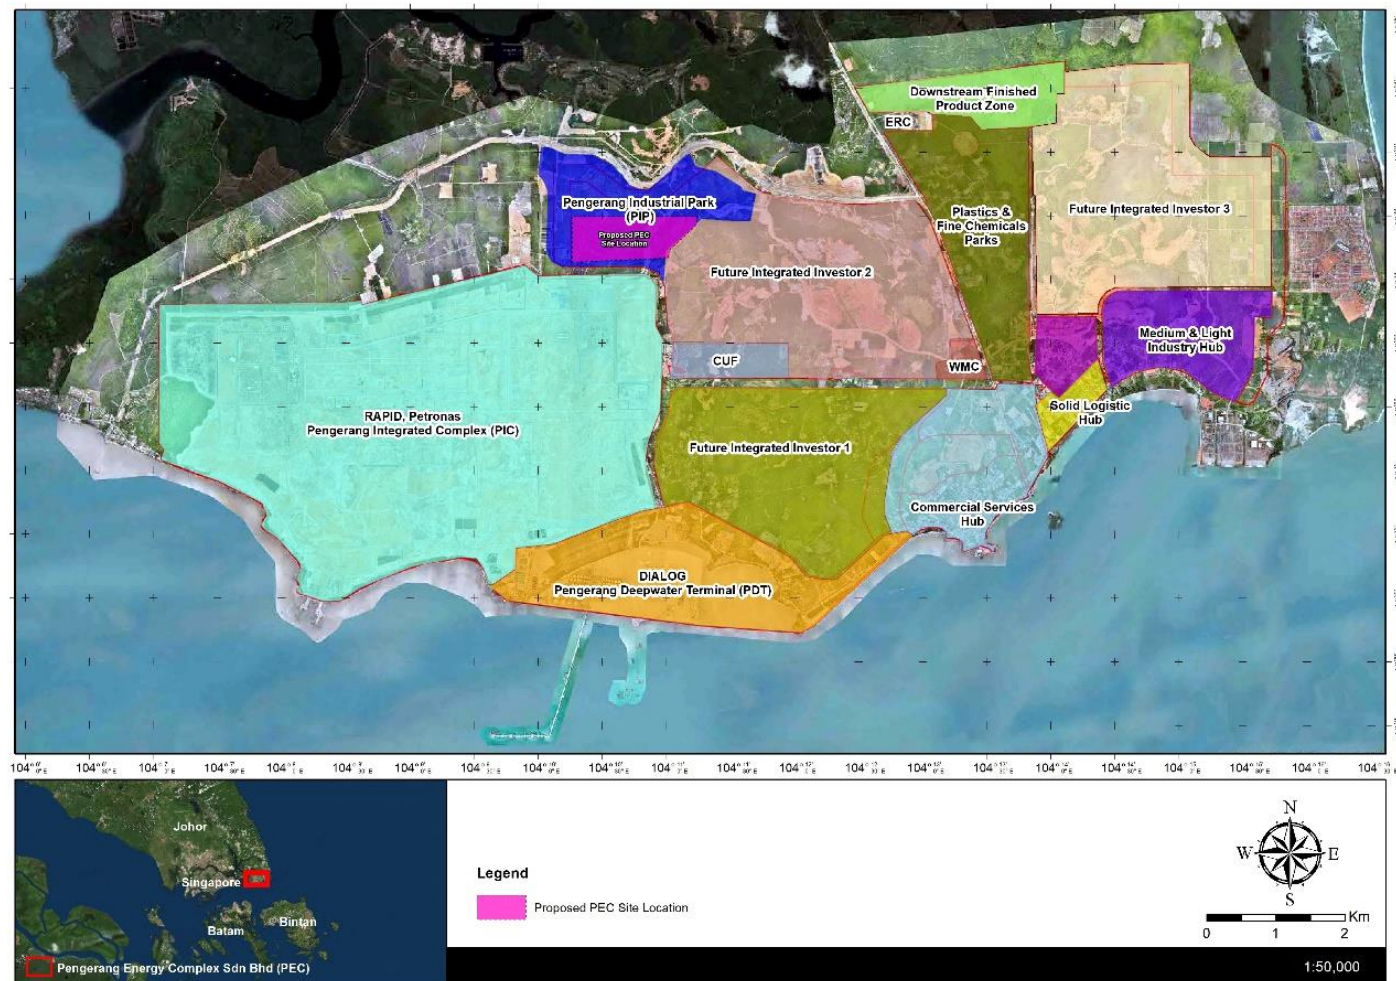 Downstream Finished
Product Zone
ERC
Pengerang Industrial Park
(PIP)
Proposed PEC
Site Location
Plastics &
Fine Chemicals
Parks
Future Integrated Investor 3
Future Integrated Investor 2
CUF
WMC
Medium & Light
Industry Hub
RAPID, Petronas
Pengerang Integrated Complex (PIC)
Solid Logistic
Hub
Future Integrated Investor 1
Commercial Services
Hub
DIALOG
Pengerang Deepwater Terminal (PDT)
Johor
Singapore
Batam
Bintan
Pengerang Energy Complex Sdn Bhd (PEC)
Legend
Proposed PEC Site Location
N
W E
S
Km
0 1 2
1:50,000